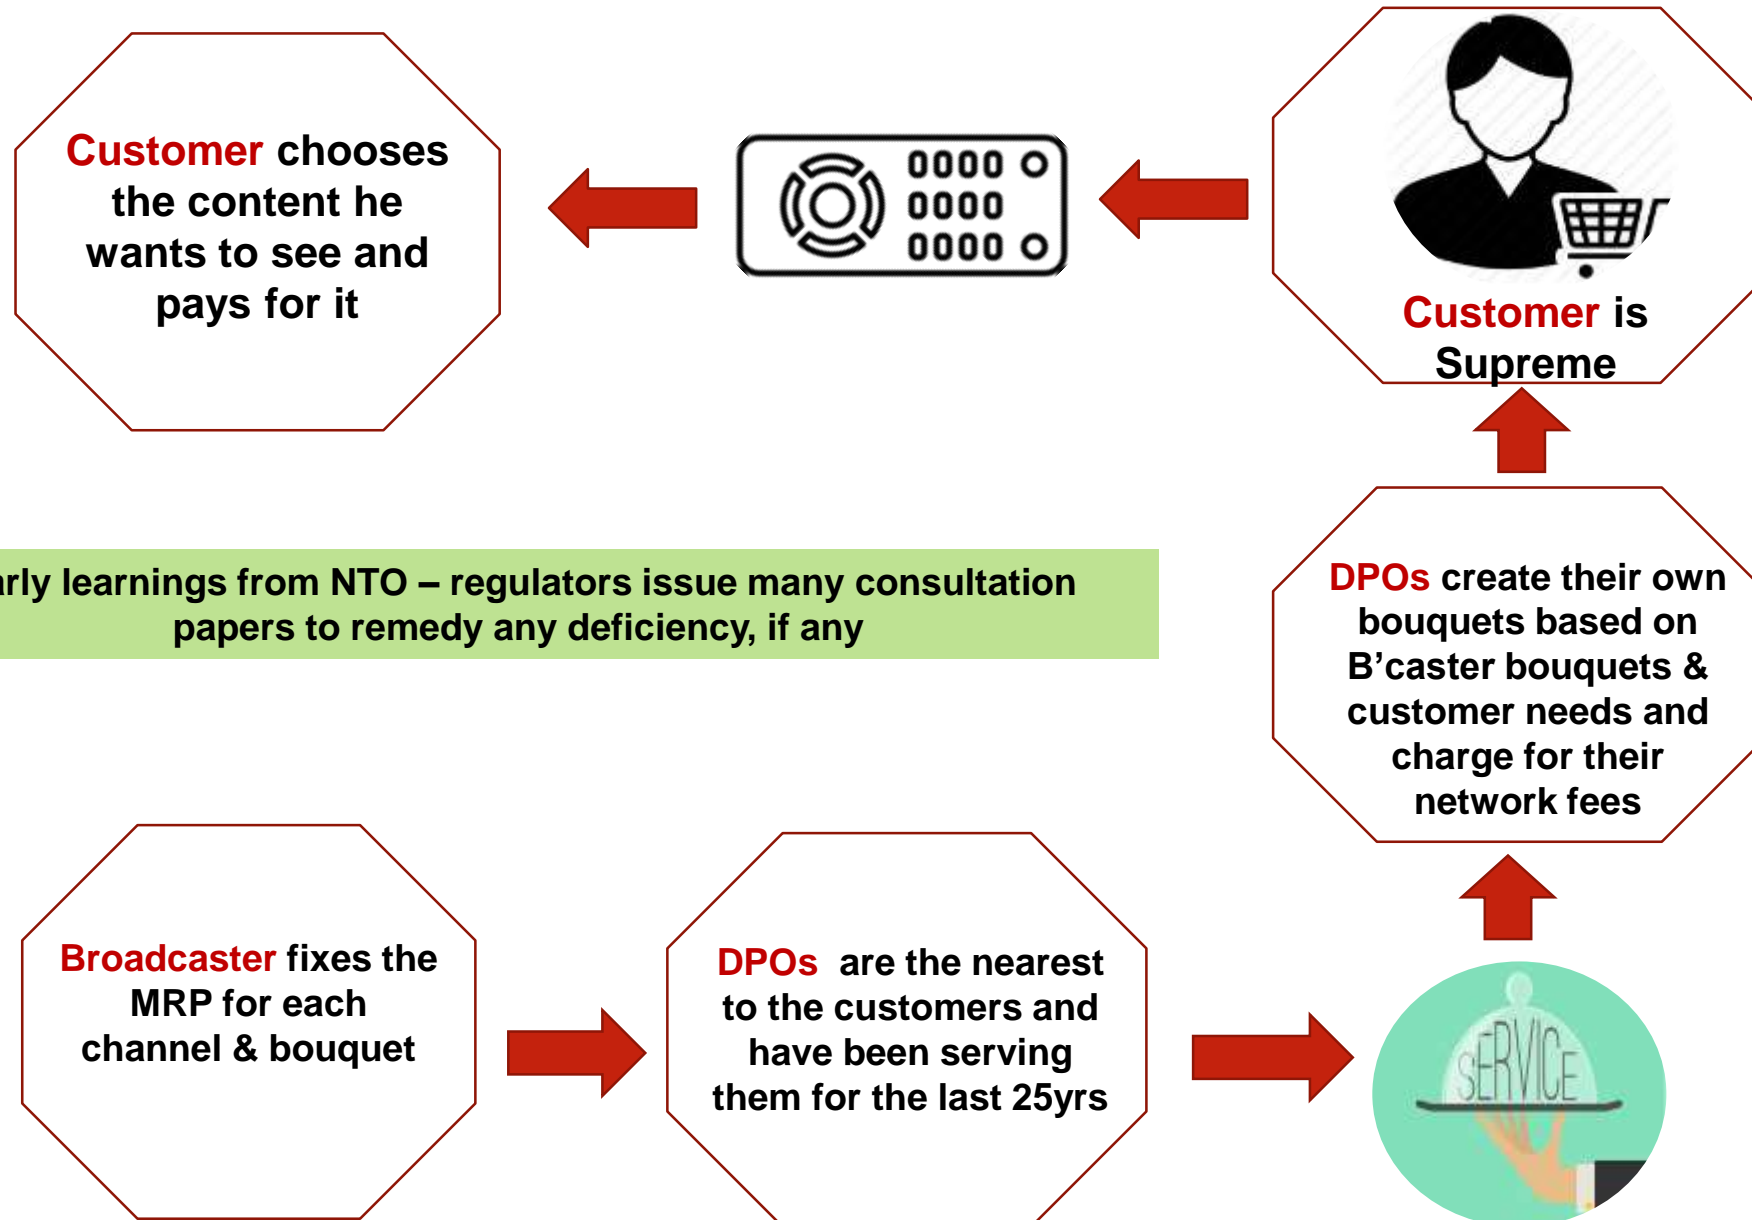 Customer chooses
the content he
wants to see and
pays for it
0000
0000
0000
Customer is
Supreme
learnings from NTO – regulators issue many consultation
papers to remedy any deficiency, if any
DPOs create their own
bouquets based on
B’caster bouquets &
customer needs and
charge for their
network fees
Broadcaster fixes the
MRP for each
channel & bouquet
DPOs are the nearest
to the customers and
have been serving
them for the last 25yrs
SERVICE